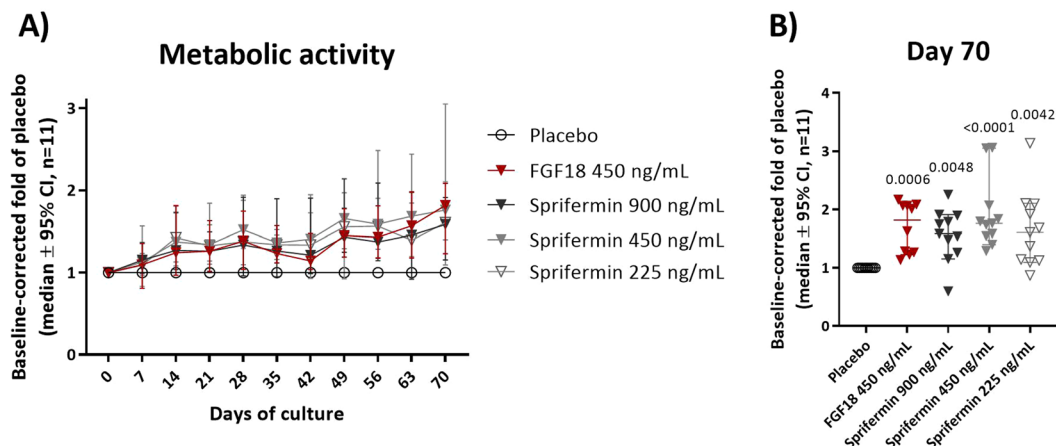 A)
Metabolic activity
Baseline-corrected fold of placebo
(median ± 95% CI, n=11)
3
2
1
0
0
7
14
21
28
35
42
49
56
63
70
Days of culture
Placebo
FGF18 450 ng/mL
Sprifermin 900 ng/mL
Sprifermin 450 ng/mL
Sprifermin 225 ng/mL
B)
Day 70
Baseline-corrected fold of placebo
(median ± 95% CI, n=11)
4
3
2
1
0
0.0006
0.0048
<0.0001
0.0042
Placebo
FGF18 450 ng/mL
Sprifermin 900 ng/mL
Sprifermin 450 ng/mL
Sprifermin 225 ng/mL